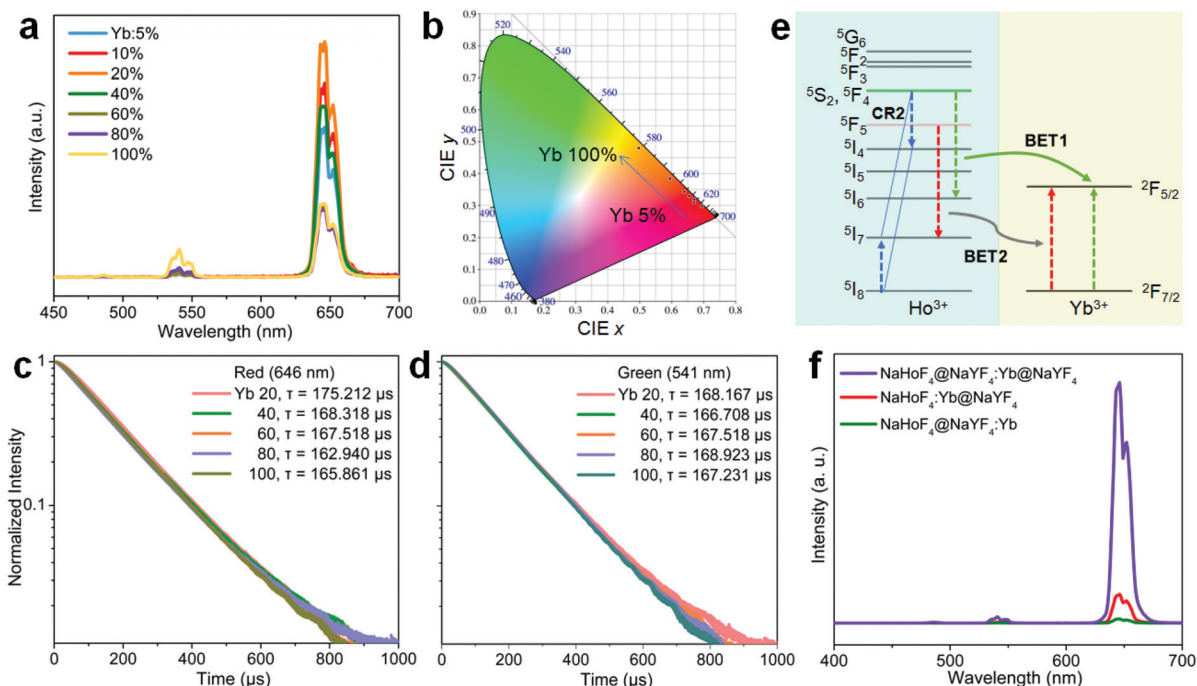 a
Yb:5%
10%
20%
40%
60%
80%
100%
Intensity (a.u.)
450 500 550 600 650 700
Wavelength (nm)
b
0.9
0.8
0.7
0.6
0.5
0.4
0.3
0.2
0.1
0.0
520
540
560
500
580
600
620
700
490
480
460
380
Yb 100%
Yb 5%
CIE y
0.0 0.1 0.2 0.3 0.4 0.5 0.6 0.7 0.8
CIE x
e
⁵G₆
⁵F₂
⁵F₃
⁵S₂, ⁵F₄
CR2
⁵F₅
⁵I₄
⁵I₅
⁵I₆
⁵I₇
⁵I₈
BET1
BET2
²F₅/₂
²F₇/₂
Ho³⁺
Yb³⁺
c
1
0.1
Normalized Intensity
Red (646 nm)
Yb 20, τ = 175.212 μs
40, τ = 168.318 μs
60, τ = 167.518 μs
80, τ = 162.940 μs
100, τ = 165.861 μs
0 200 400 600 800 1000
Time (μs)
d
Green (541 nm)
Yb 20, τ = 168.167 μs
40, τ = 166.708 μs
60, τ = 167.518 μs
80, τ = 168.923 μs
100, τ = 167.231 μs
0 200 400 600 800 1000
Time (μs)
f
NaHoF₄@NaYF₄:Yb@NaYF₄
NaHoF₄:Yb@NaYF₄
NaHoF₄@NaYF₄:Yb
Intensity (a. u.)
400 500 600 700
Wavelength (nm)